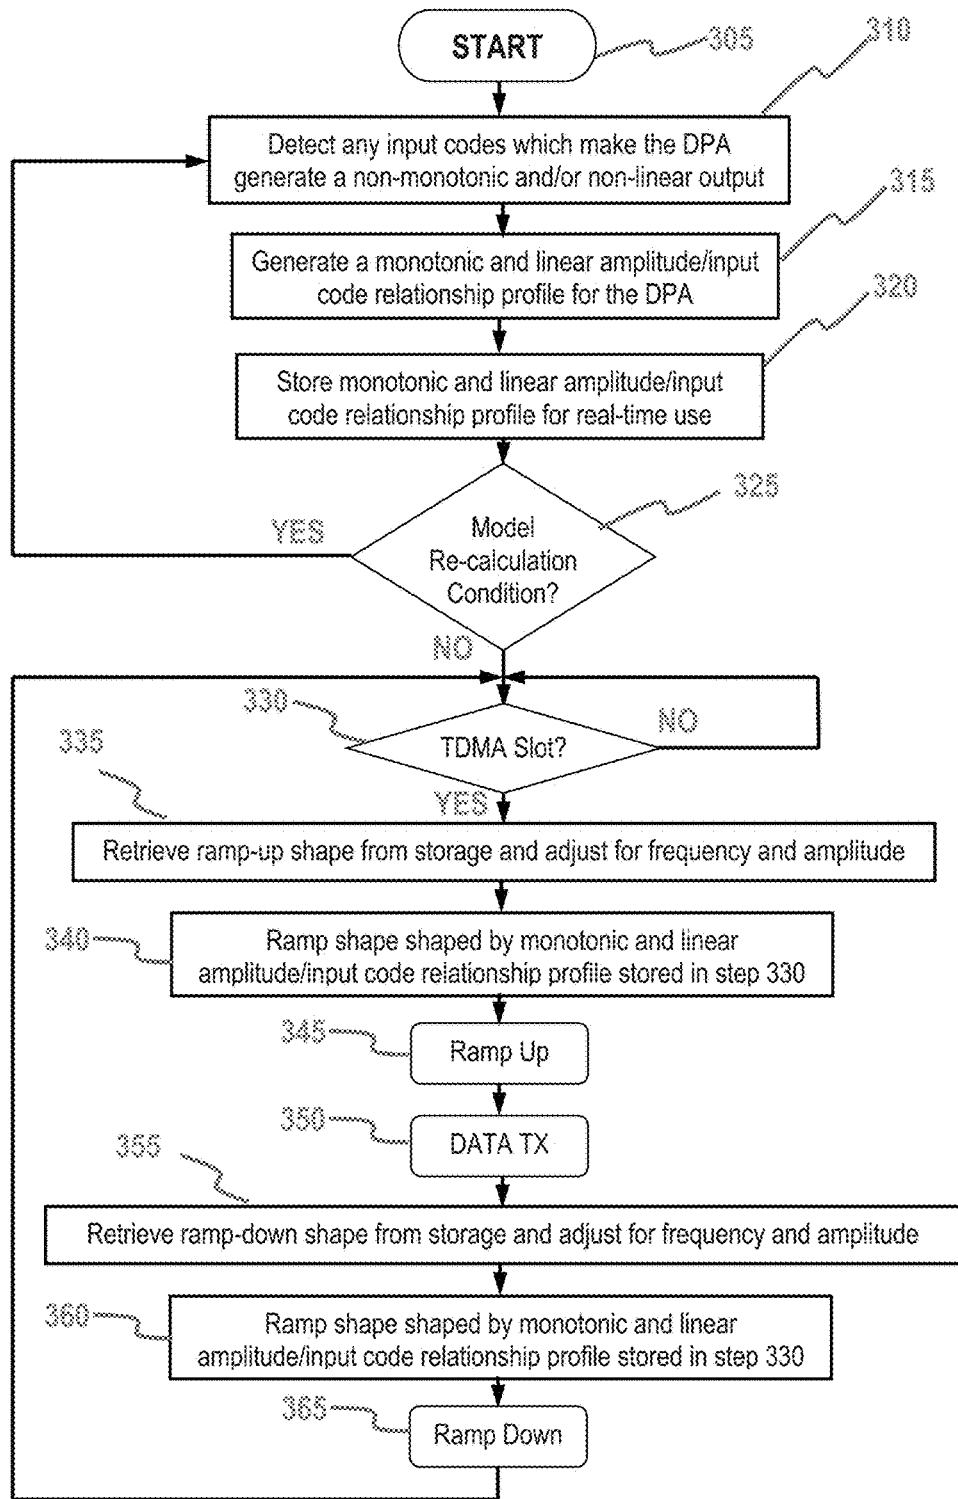 START
305
310
Detect any input codes which make the DPA
generate a non-monotonic and/or non-linear output
315
Generate a monotonic and linear amplitude/input
code relationship profile for the DPA
320
Store monotonic and linear amplitude/input
code relationship profile for real-time use
325
YES
Model
Re-calculation
Condition?
NO
330
TDMA Slot?
NO
335
YES
Retrieve ramp-up shape from storage and adjust for frequency and amplitude
340
Ramp shape shaped by monotonic and linear
amplitude/input code relationship profile stored in step 330
345
Ramp Up
350
DATA TX
355
Retrieve ramp-down shape from storage and adjust for frequency and amplitude
360
Ramp shape shaped by monotonic and linear
amplitude/input code relationship profile stored in step 330
365
Ramp Down